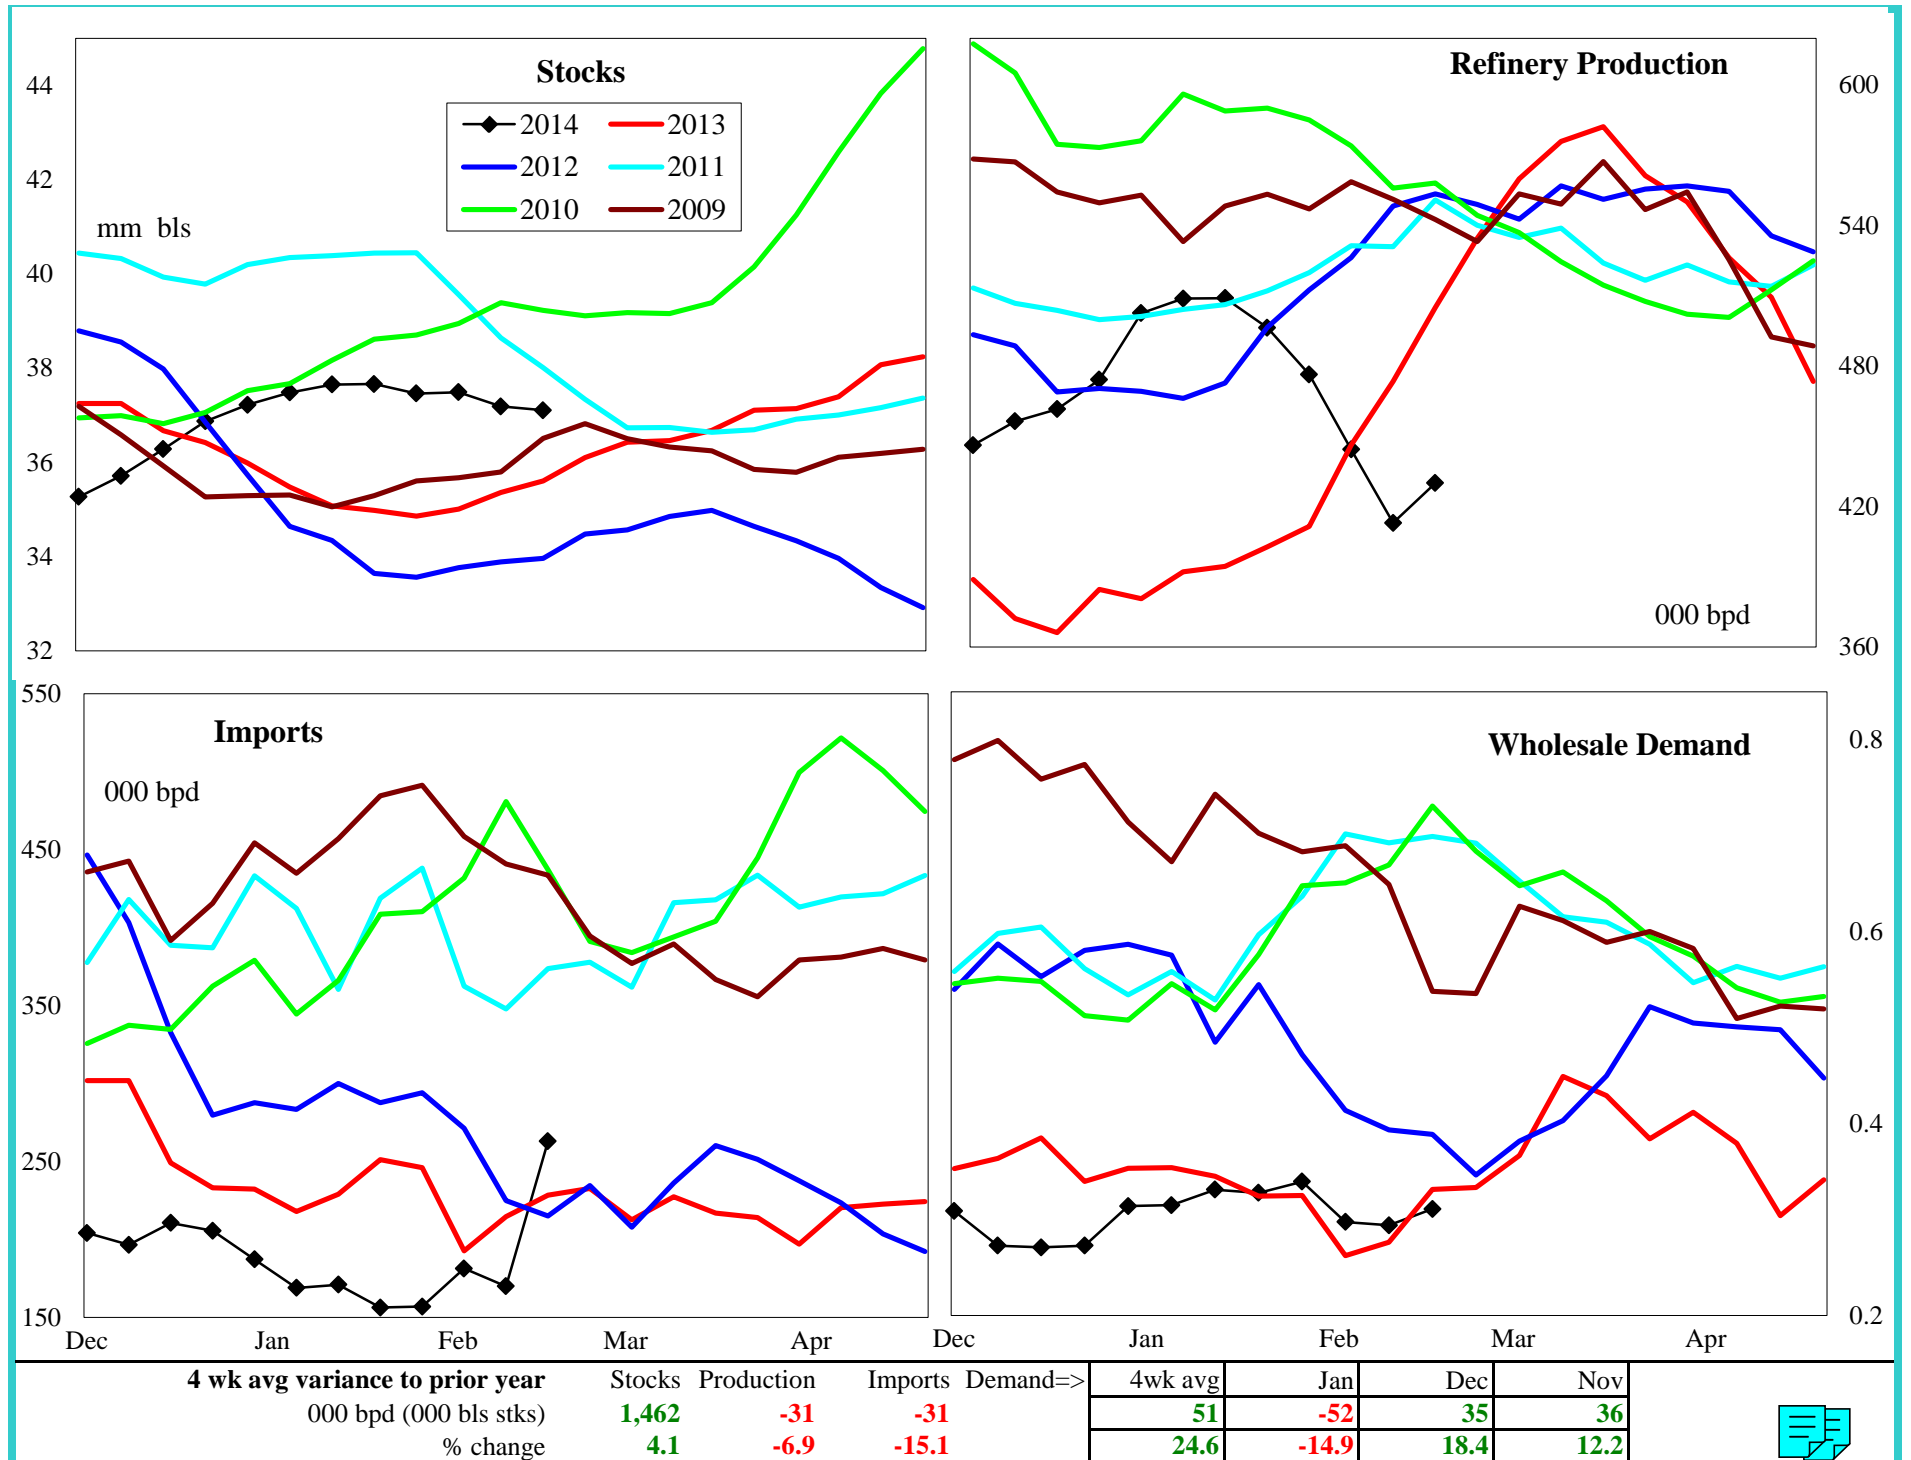 Stocks
44
42
40
38
36
34
32
mm bls
2014
2013
2012
2011
2010
2009
Refinery Production
600
540
480
420
360
000 bpd
Imports
550
450
350
250
150
000 bpd
Dec Jan Feb Mar Apr
Wholesale Demand
0.8
0.6
0.4
0.2
Dec Jan Feb Mar Apr
4 wk avg variance to prior year Stocks Production Imports Demand=> 4wk avg Jan Dec Nov
000 bpd (000 bls stks) 1,462 -31 -31 51 -52 35 36
% change 4.1 -6.9 -15.1 24.6 -14.9 18.4 12.2